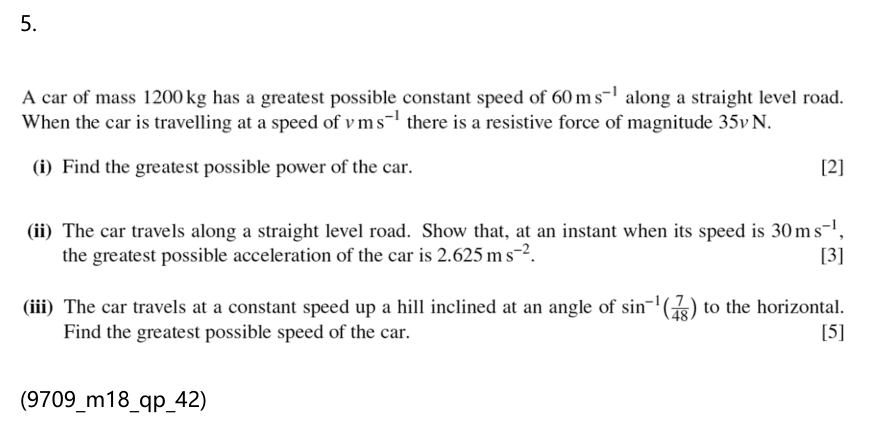 5.
A car of mass 1200 kg has a greatest possible constant speed of 60 m s⁻¹ along a straight level road.
When the car is travelling at a speed of v m s⁻¹ there is a resistive force of magnitude 35v N.
(i) Find the greatest possible power of the car. [2]
(ii) The car travels along a straight level road. Show that, at an instant when its speed is 30 m s⁻¹,
the greatest possible acceleration of the car is 2.625 m s⁻². [3]
(iii) The car travels at a constant speed up a hill inclined at an angle of sin⁻¹(7/48) to the horizontal.
Find the greatest possible speed of the car. [5]
(9709_m18_qp_42)